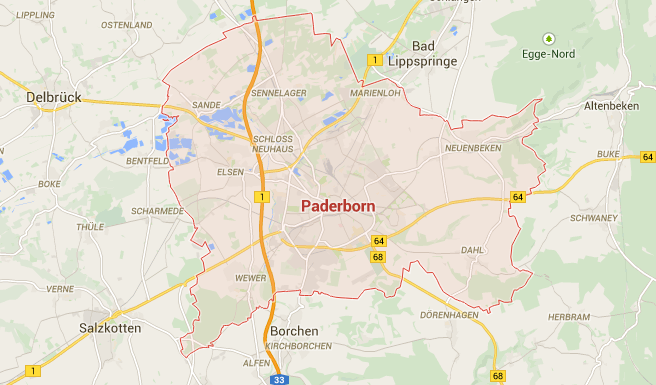 LIPPLING
OSTENLAND
Bad
Lippspringe
Egge-Nord
1
SENNELAGER
MARIENLOH
Delbrück
SANDE
Altenbeken
SCHLOSS
NEUHAUS
NEUENBEKEN
BUKE
64
BENTFELD
ELSEN
BOKE
1
Paderborn
64
SCHARMEDE
SCHWANEY
THÜLE
64
68
DAHL
WEWER
VERNE
Salzkotten
Borchen
DÖRENHAGEN
HERBRAM
KIRCHBORCHEN
ALFEN
1
33
68